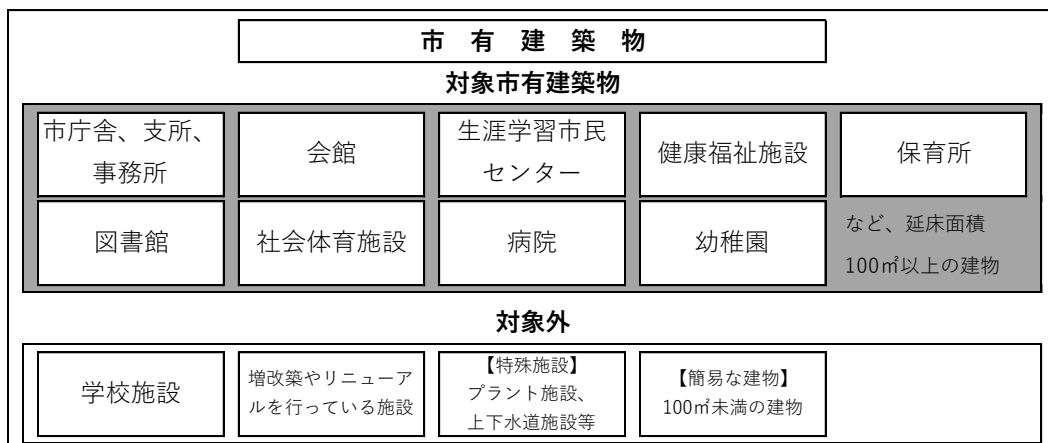 市有建築物
対象市有建築物
市庁舎、支所、
事務所
会館
生涯学習市民
センター
健康福祉施設
保育所
図書館
社会体育施設
病院
幼稚園
など、延床面積
100㎡以上の建物
対象外
学校施設
増改築やリニューア
ルを行っている施設
【特殊施設】
プラント施設、
上下水道施設等
【簡易な建物】
100㎡未満の建物